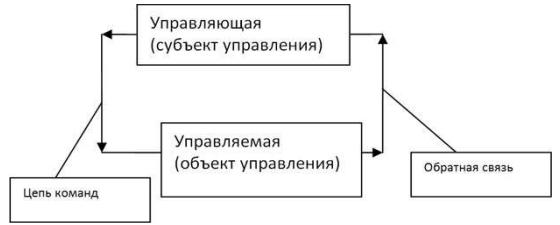 Управляющая
(субъект управления)
Управляемая
(объект управления)
Цепь команд
Обратная связь